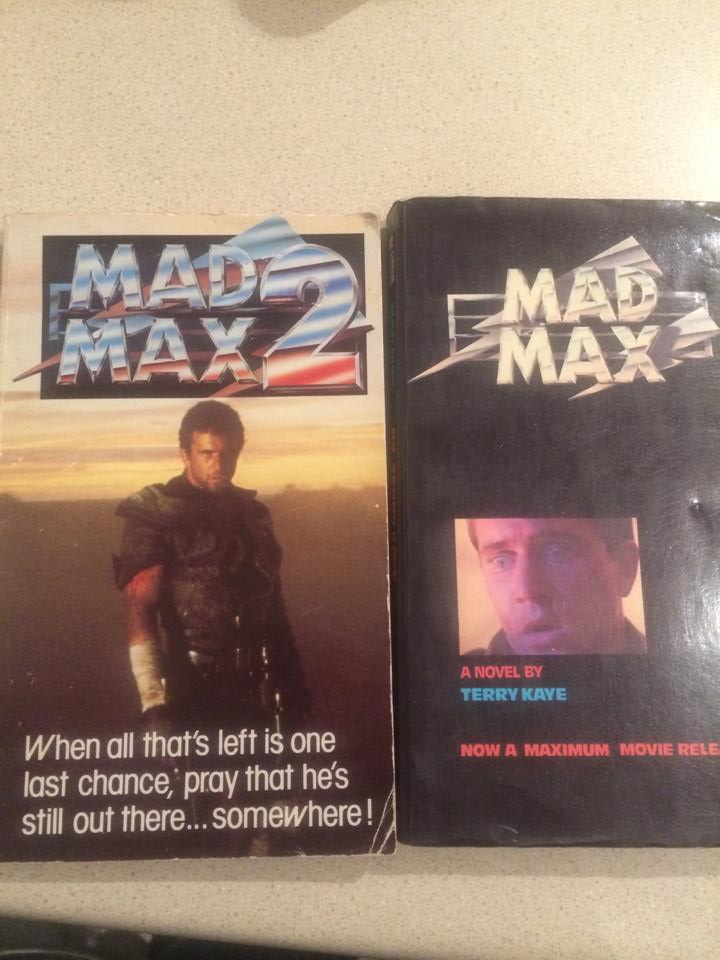 MAD
MAX 2
When all that's left is one
last chance, pray that he's
still out there...somewhere!
MAD
MAX
A NOVEL BY
TERRY KAYE
NOW A MAXIMUM MOVIE RELE